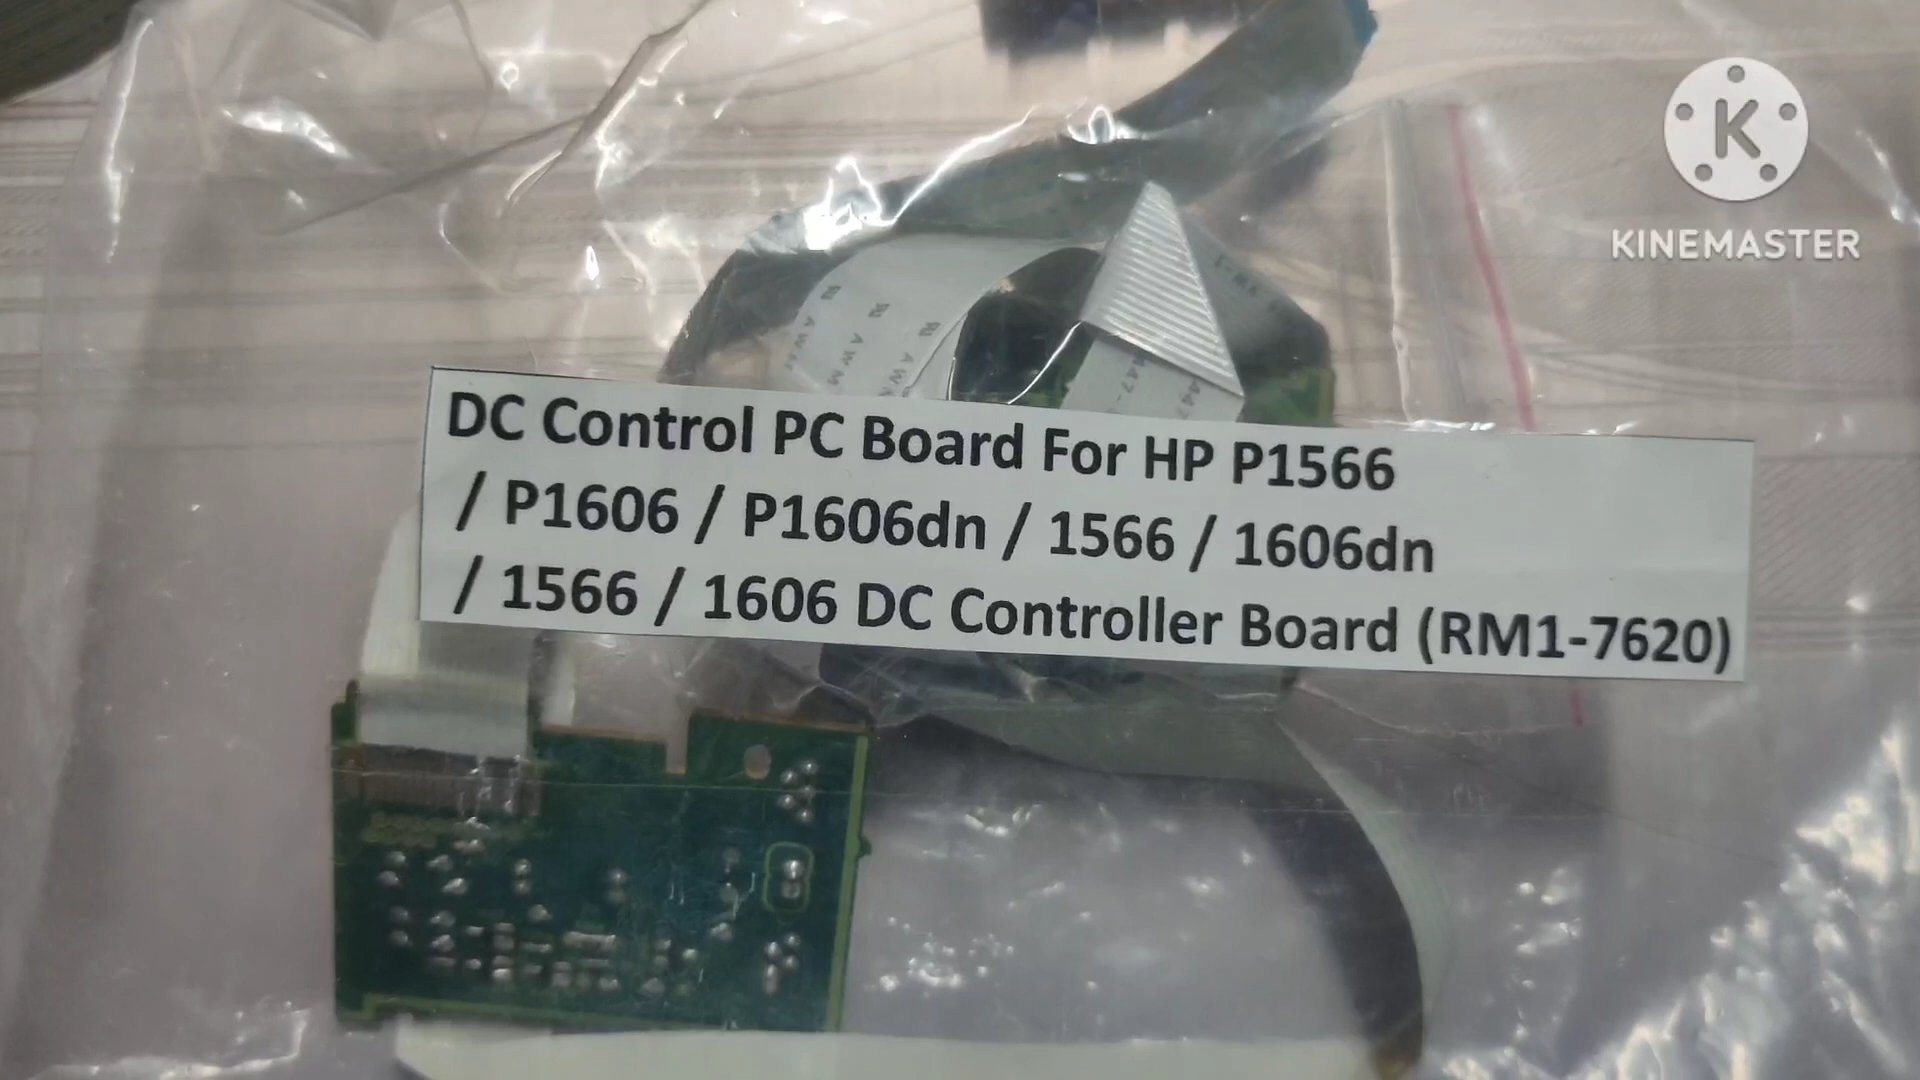 K
KINEMASTER
DC Control PC Board For HP P1566
/ P1606 / P1606dn / 1566 / 1606dn
/ 1566 / 1606 DC Controller Board (RM1-7620)
AWM